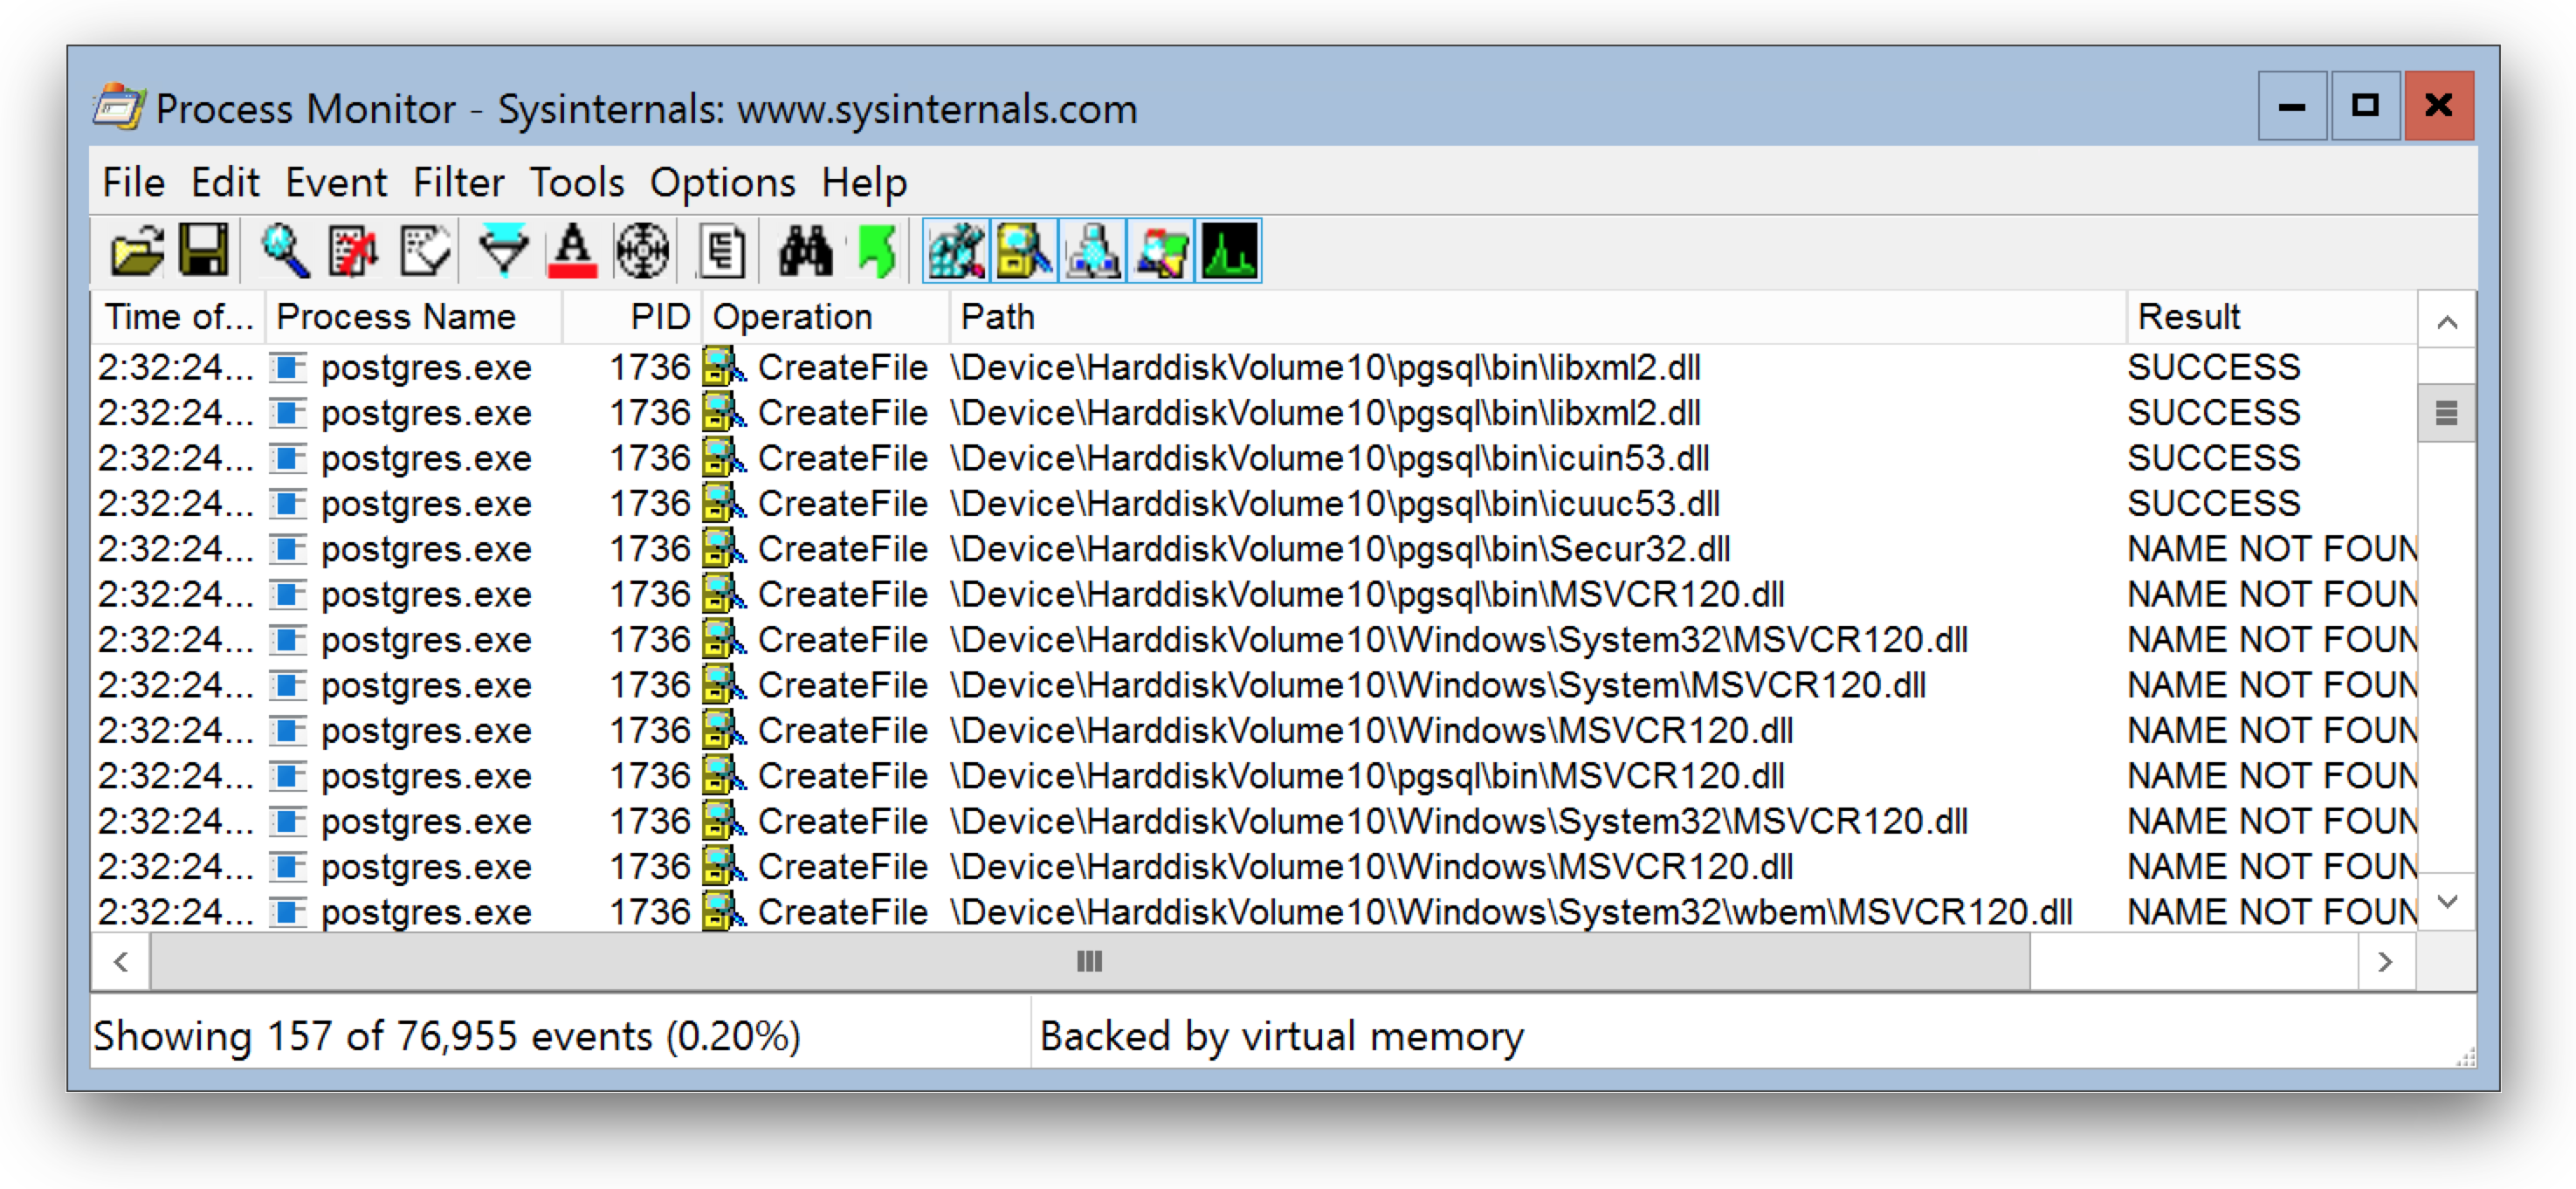 Process Monitor - Sysinternals: www.sysinternals.com
File Edit Event Filter Tools Options Help
Time of... Process Name PID Operation Path Result
2:32:24... postgres.exe 1736 CreateFile \Device\HarddiskVolume10\pgsql\bin\libxml2.dll SUCCESS
2:32:24... postgres.exe 1736 CreateFile \Device\HarddiskVolume10\pgsql\bin\libxml2.dll SUCCESS
2:32:24... postgres.exe 1736 CreateFile \Device\HarddiskVolume10\pgsql\bin\icuin53.dll SUCCESS
2:32:24... postgres.exe 1736 CreateFile \Device\HarddiskVolume10\pgsql\bin\icuuc53.dll SUCCESS
2:32:24... postgres.exe 1736 CreateFile \Device\HarddiskVolume10\pgsql\bin\Secur32.dll NAME NOT FOUN
2:32:24... postgres.exe 1736 CreateFile \Device\HarddiskVolume10\pgsql\bin\MSVCR120.dll NAME NOT FOUN
2:32:24... postgres.exe 1736 CreateFile \Device\HarddiskVolume10\Windows\System32\MSVCR120.dll NAME NOT FOUN
2:32:24... postgres.exe 1736 CreateFile \Device\HarddiskVolume10\Windows\System\MSVCR120.dll NAME NOT FOUN
2:32:24... postgres.exe 1736 CreateFile \Device\HarddiskVolume10\Windows\MSVCR120.dll NAME NOT FOUN
2:32:24... postgres.exe 1736 CreateFile \Device\HarddiskVolume10\pgsql\bin\MSVCR120.dll NAME NOT FOUN
2:32:24... postgres.exe 1736 CreateFile \Device\HarddiskVolume10\Windows\System32\MSVCR120.dll NAME NOT FOUN
2:32:24... postgres.exe 1736 CreateFile \Device\HarddiskVolume10\Windows\MSVCR120.dll NAME NOT FOUN
2:32:24... postgres.exe 1736 CreateFile \Device\HarddiskVolume10\Windows\System32\wbem\MSVCR120.dll NAME NOT FOUN
Showing 157 of 76,955 events (0.20%) Backed by virtual memory